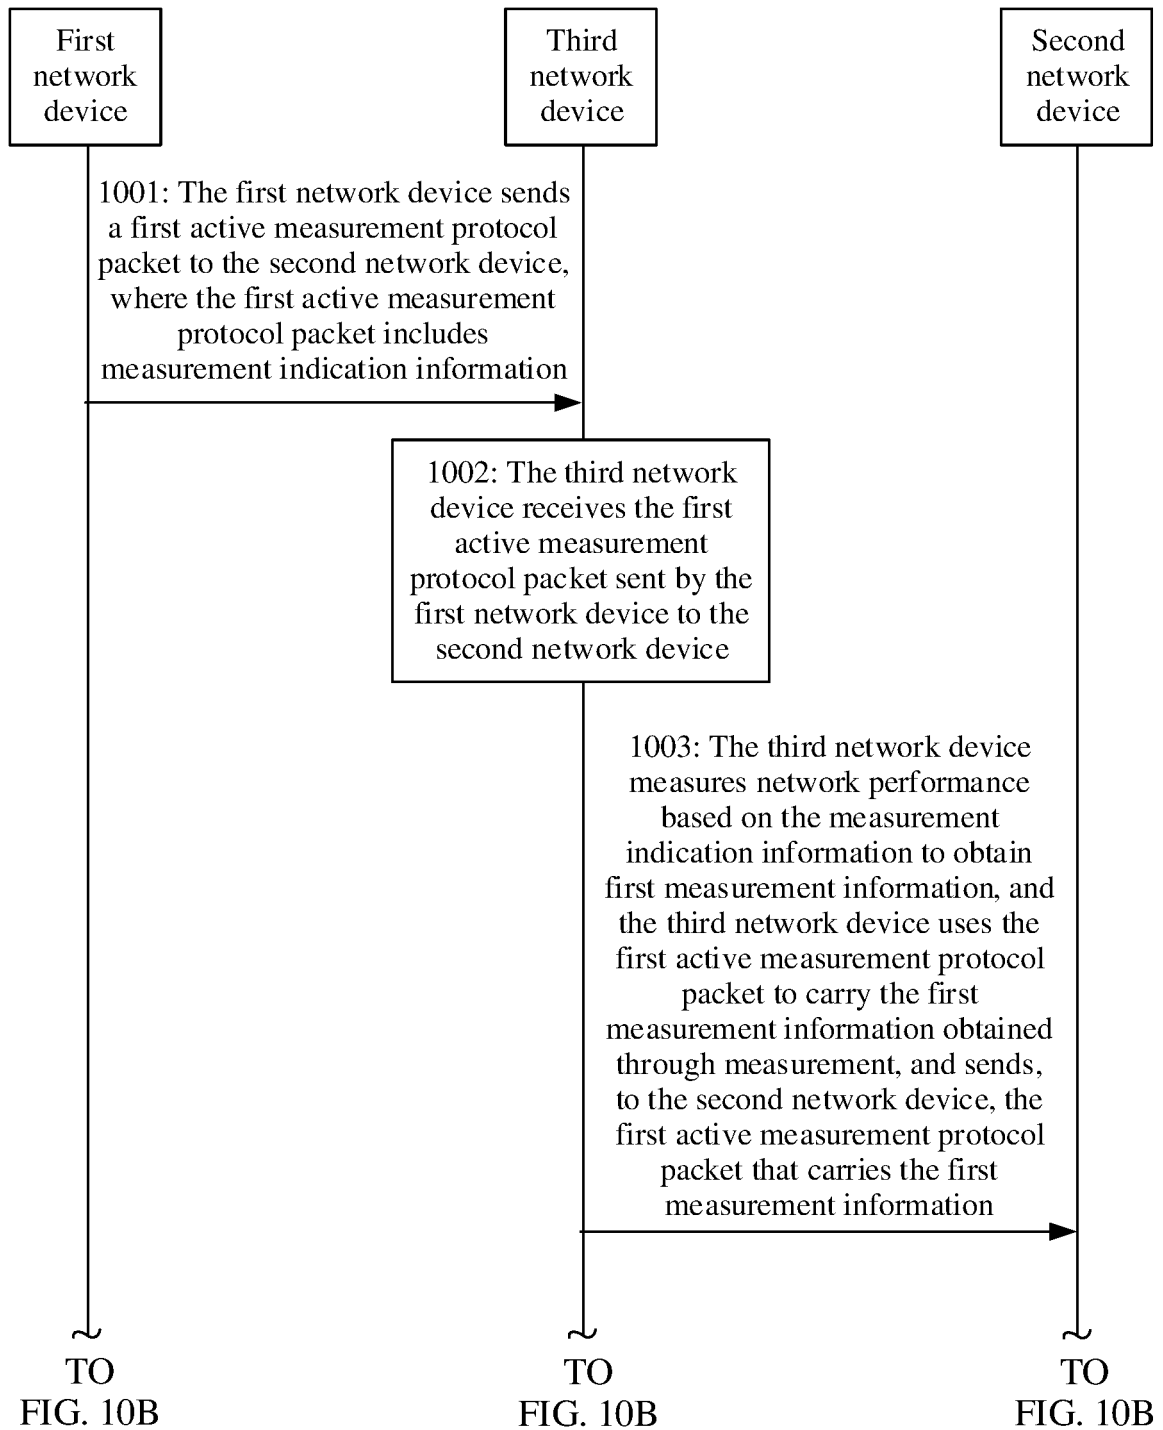 First
network
device
Third
network
device
Second
network
device
1001: The first network device sends
a first active measurement protocol
packet to the second network device,
where the first active measurement
protocol packet includes
measurement indication information
1002: The third network
device receives the first
active measurement
protocol packet sent by the
first network device to the
second network device
1003: The third network device
measures network performance
based on the measurement
indication information to obtain
first measurement information, and
the third network device uses the
first active measurement protocol
packet to carry the first
measurement information obtained
through measurement, and sends,
to the second network device, the
first active measurement protocol
packet that carries the first
measurement information
TO
FIG. 10B
TO
FIG. 10B
TO
FIG. 10B